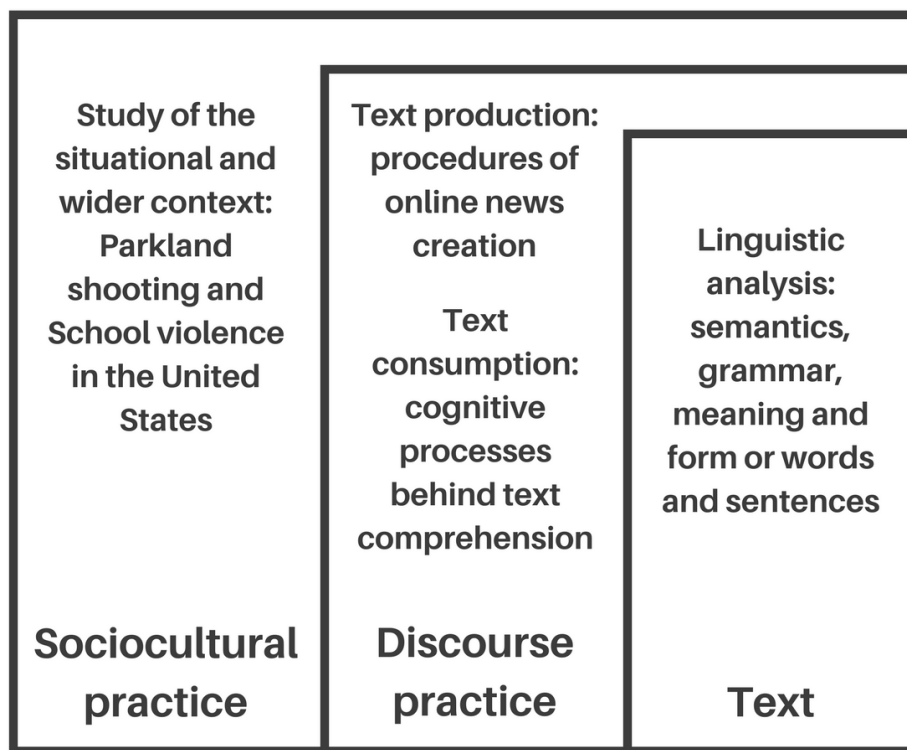 Study of the
situational and
wider context:
Parkland
shooting and
School violence
in the United
States
Sociocultural
practice
Text production:
procedures of
online news
creation
Text
consumption:
cognitive
processes
behind text
comprehension
Discourse
practice
Linguistic
analysis:
semantics,
grammar,
meaning and
form or words
and sentences
Text